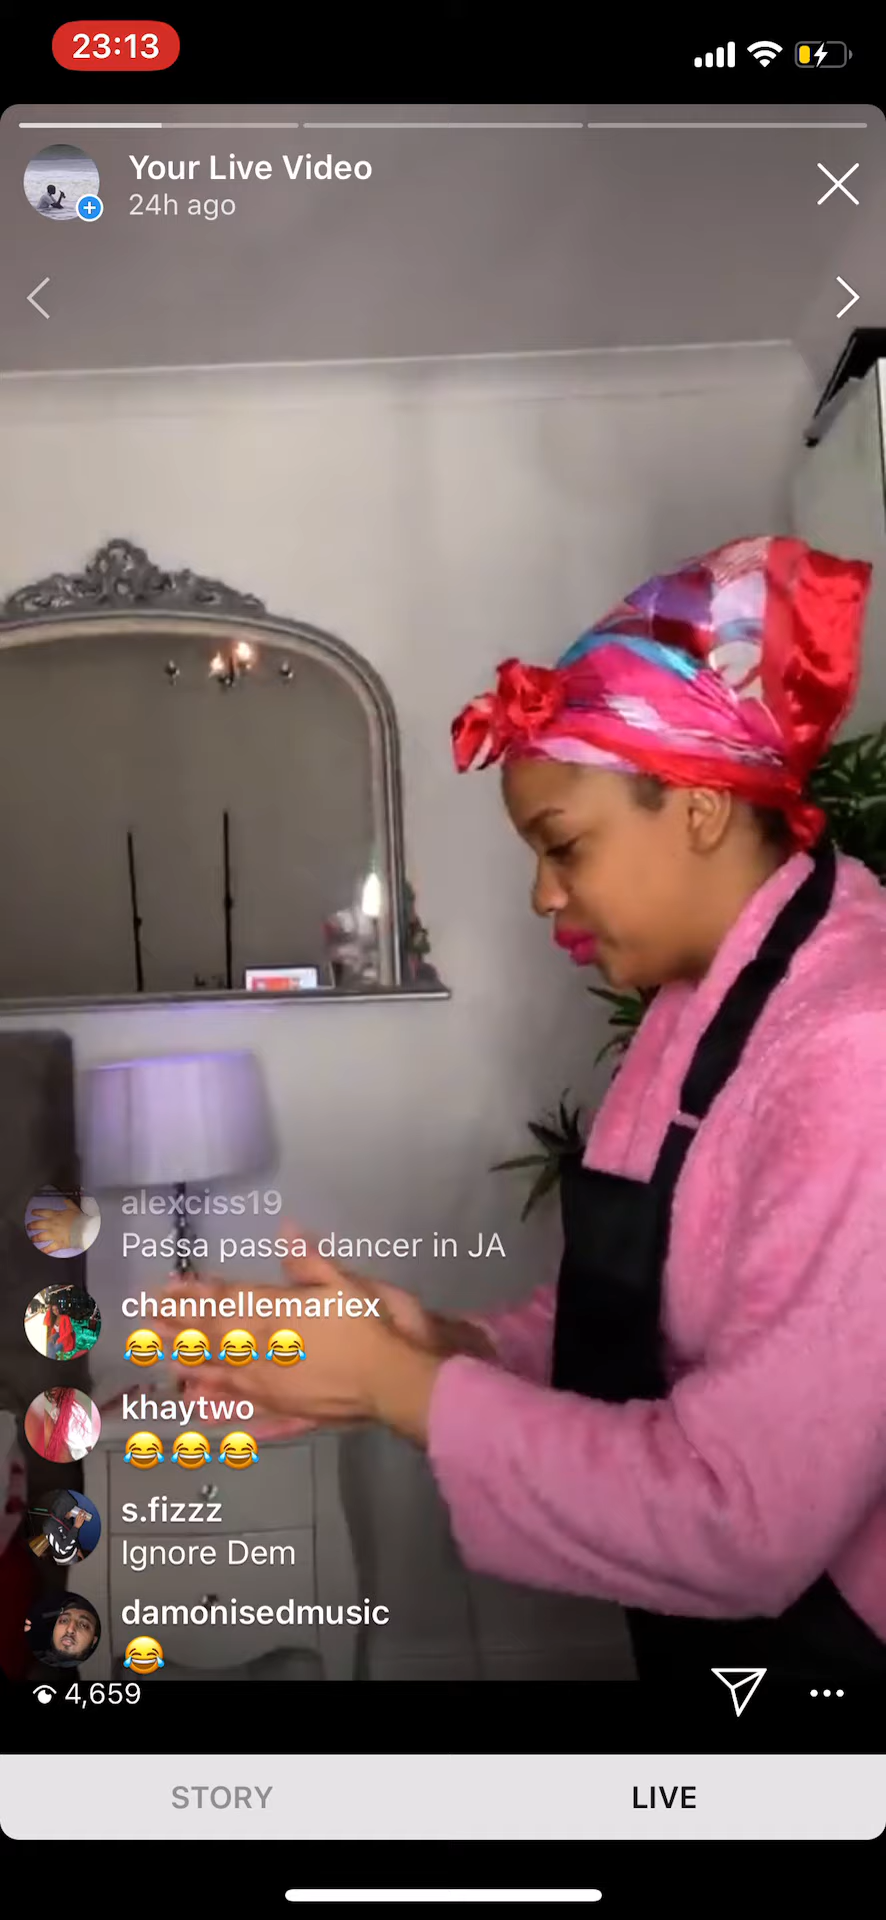 23:13
Your Live Video
24h ago
alexciss19
Passa passa dancer in JA
channellemariex
😂😂😂😂
khaytwo
😂😂😂
s.fizzz
Ignore Dem
damonisedmusic
😂
4,659
STORY
LIVE